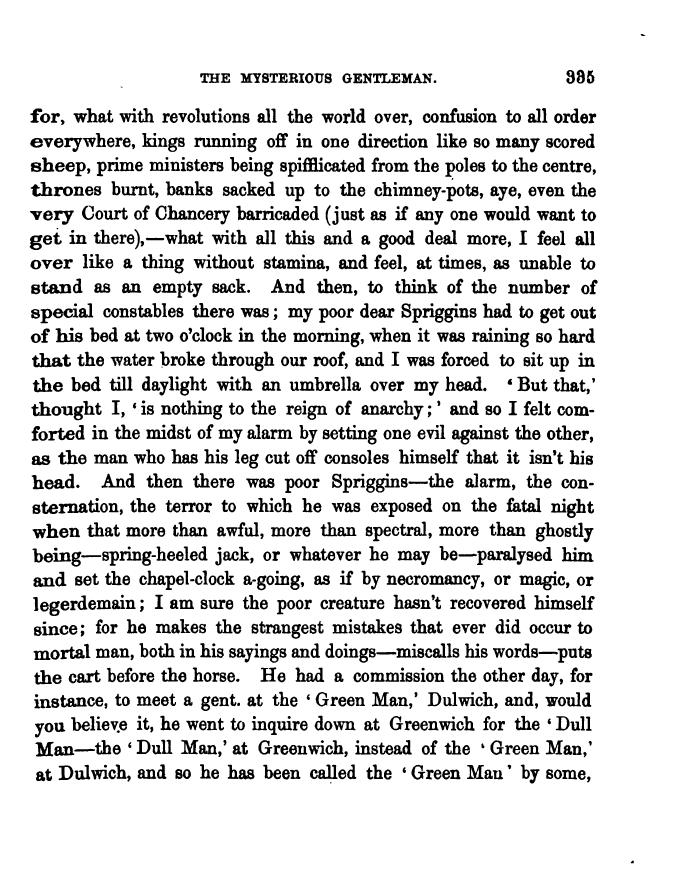 THE MYSTERIOUS GENTLEMAN. 335
for, what with revolutions all the world over, confusion to all order
everywhere, kings running off in one direction like so many scored
sheep, prime ministers being spifflicated from the poles to the centre,
thrones burnt, banks sacked up to the chimney-pots, aye, even the
very Court of Chancery barricaded (just as if any one would want to
get in there),—what with all this and a good deal more, I feel all
over like a thing without stamina, and feel, at times, as unable to
stand as an empty sack. And then, to think of the number of
special constables there was; my poor dear Spriggins had to get out
of his bed at two o'clock in the morning, when it was raining so hard
that the water broke through our roof, and I was forced to sit up in
the bed till daylight with an umbrella over my head. ‘But that,’
thought I, ‘is nothing to the reign of anarchy;’ and so I felt com-
forted in the midst of my alarm by setting one evil against the other,
as the man who has his leg cut off consoles himself that it isn't his
head. And then there was poor Spriggins—the alarm, the con-
sternation, the terror to which he was exposed on the fatal night
when that more than awful, more than spectral, more than ghostly
being—spring-heeled jack, or whatever he may be—paralysed him
and set the chapel-clock a-going, as if by necromancy, or magic, or
legerdemain; I am sure the poor creature hasn't recovered himself
since; for he makes the strangest mistakes that ever did occur to
mortal man, both in his sayings and doings—miscalls his words—puts
the cart before the horse. He had a commission the other day, for
instance, to meet a gent. at the ‘Green Man,’ Dulwich, and, would
you believe it, he went to inquire down at Greenwich for the ‘Dull
Man—the ‘Dull Man,’ at Greenwich, instead of the ‘Green Man,’
at Dulwich, and so he has been called the ‘Green Man’ by some,